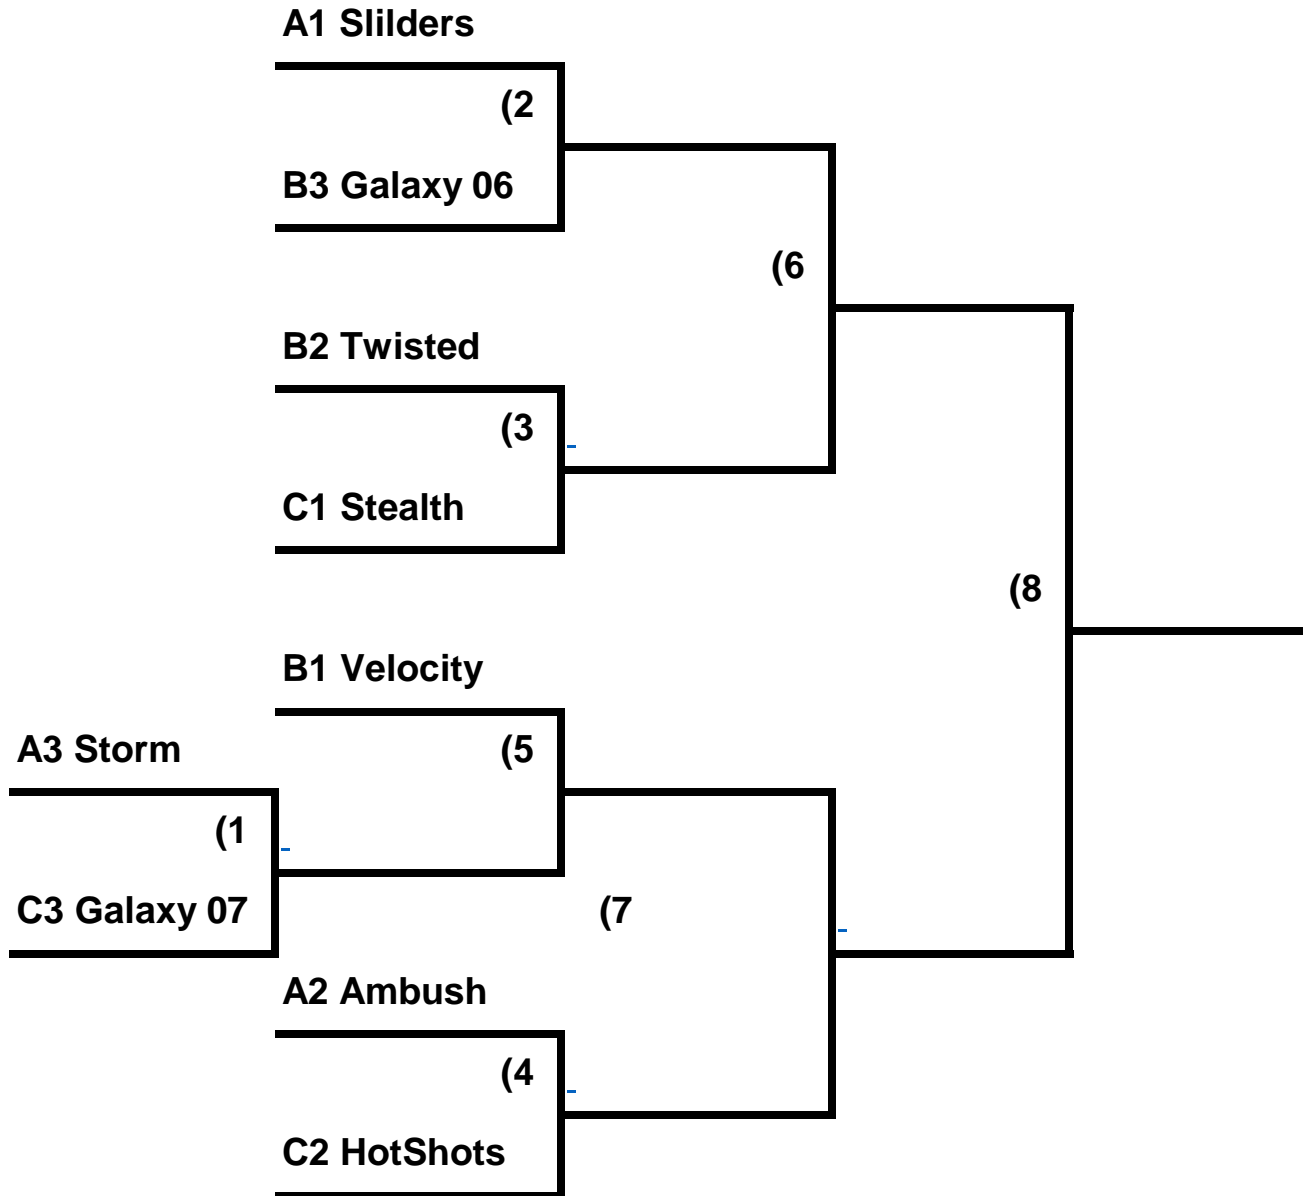 A1 Slilders
(2
B3 Galaxy 06
(6
B2 Twisted
(3
C1 Stealth
(8
B1 Velocity
A3 Storm
(5
(1
C3 Galaxy 07
(7
A2 Ambush
(4
C2 HotShots